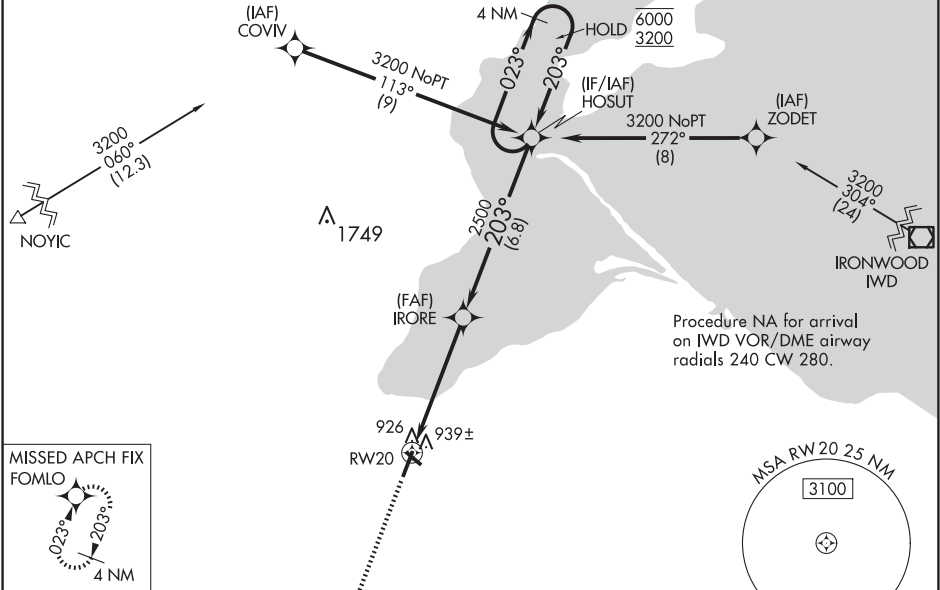 (IAF)
COVIV
4 NM
HOLD
6000
3200
023°
203°
3200 NoPT
113°
(9)
(IF/IAF)
HOSUT
(IAF)
ZODET
3200 NoPT
272°
(8)
3200
060°
(12.3)
NOYIC
3200
304°
(24)
IRONWOOD
IWD
1749
2500
203°
(6.8)
(FAF)
IRORE
Procedure NA for arrival
on IWD VOR/DME airway
radials 240 CW 280.
926
939±
RW20
MISSED APCH FIX
FOMLO
023°
203°
4 NM
MSA RW20 25 NM
3100